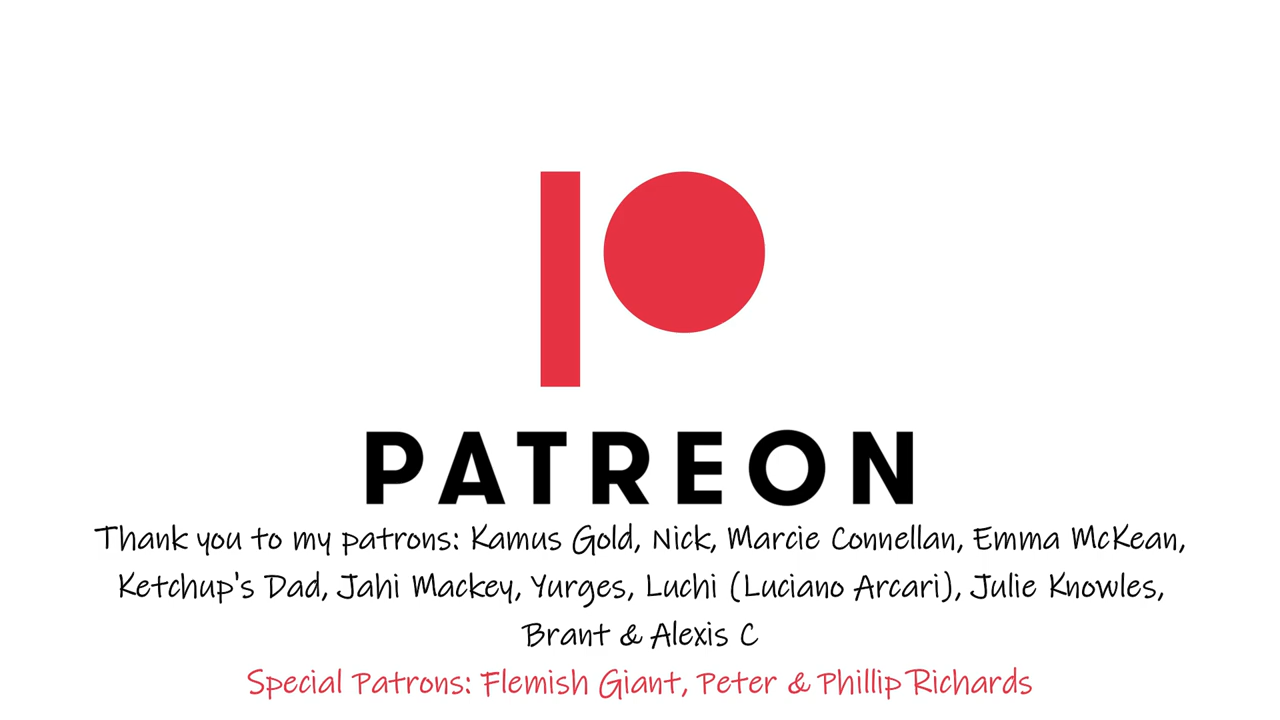 PATREON
Thank you to my patrons: Kamus Gold, Nick, Marcie Connellan, Emma McKean,
Ketchup's Dad, Jahi Mackey, Yurges, Luchi (Luciano Arcari), Julie Knowles,
Brant & Alexis C
Special Patrons: Flemish Giant, Peter & Phillip Richards